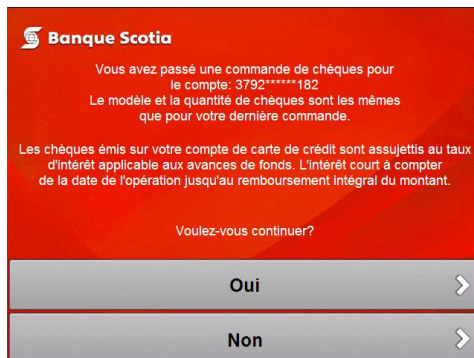 Banque Scotia
Vous avez passé une commande de chèques pour
le compte: 3792******182
Le modèle et la quantité de chèques sont les mêmes
que pour votre dernière commande.
Les chèques émis sur votre compte de carte de crédit sont assujettis au taux
d'intérêt applicable aux avances de fonds. L'intérêt court à compter
de la date de l'opération jusqu'au remboursement intégral du montant.
Voulez-vous continuer?
Oui
Non